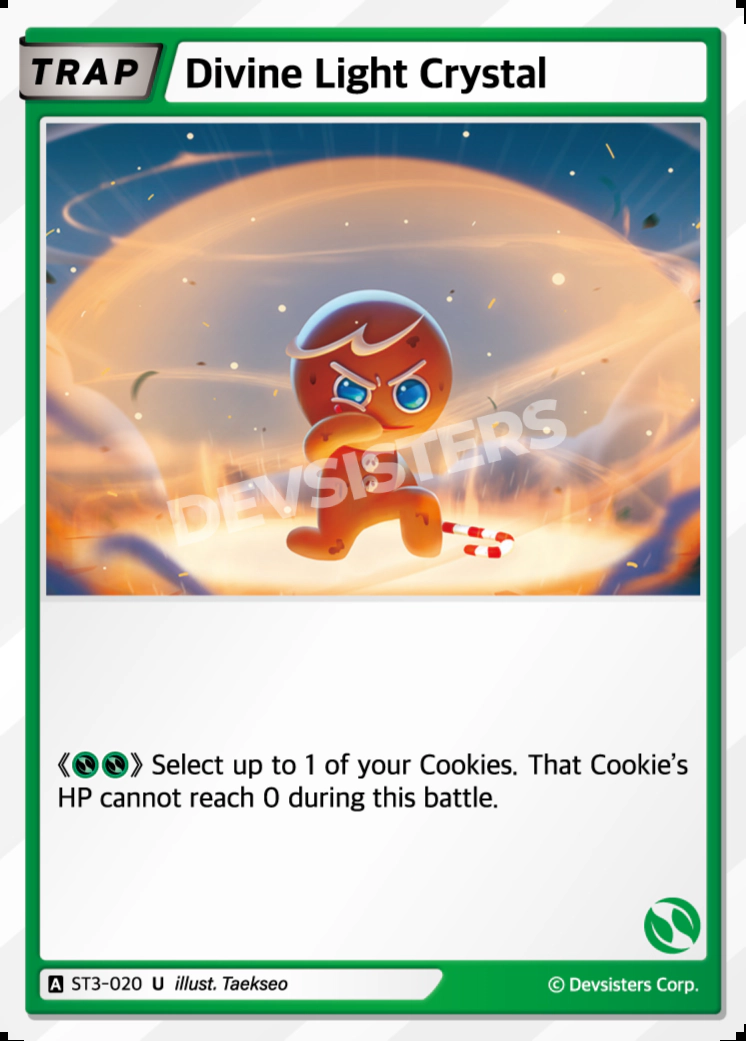 TRAP Divine Light Crystal
DEVSISTERS
《》 Select up to 1 of your Cookies. That Cookie's
HP cannot reach 0 during this battle.
A ST3-020 U illust. Taekseo © Devsisters Corp.